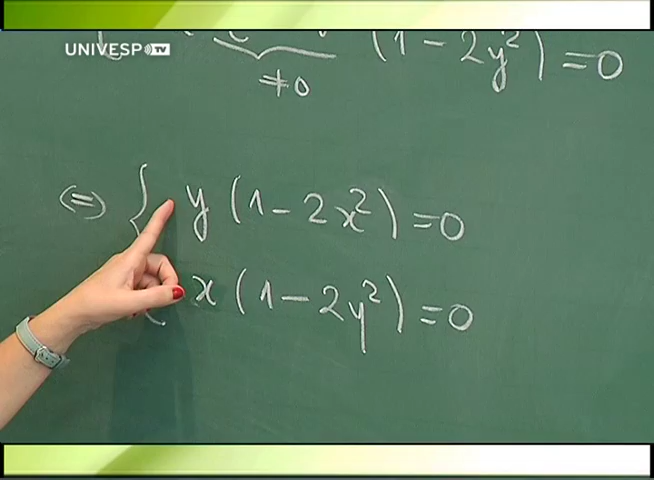 UNIVESP TV
(1 - 2y²) = 0
≠0
⇔ { y (1 - 2x²) = 0
x (1 - 2y²) = 0